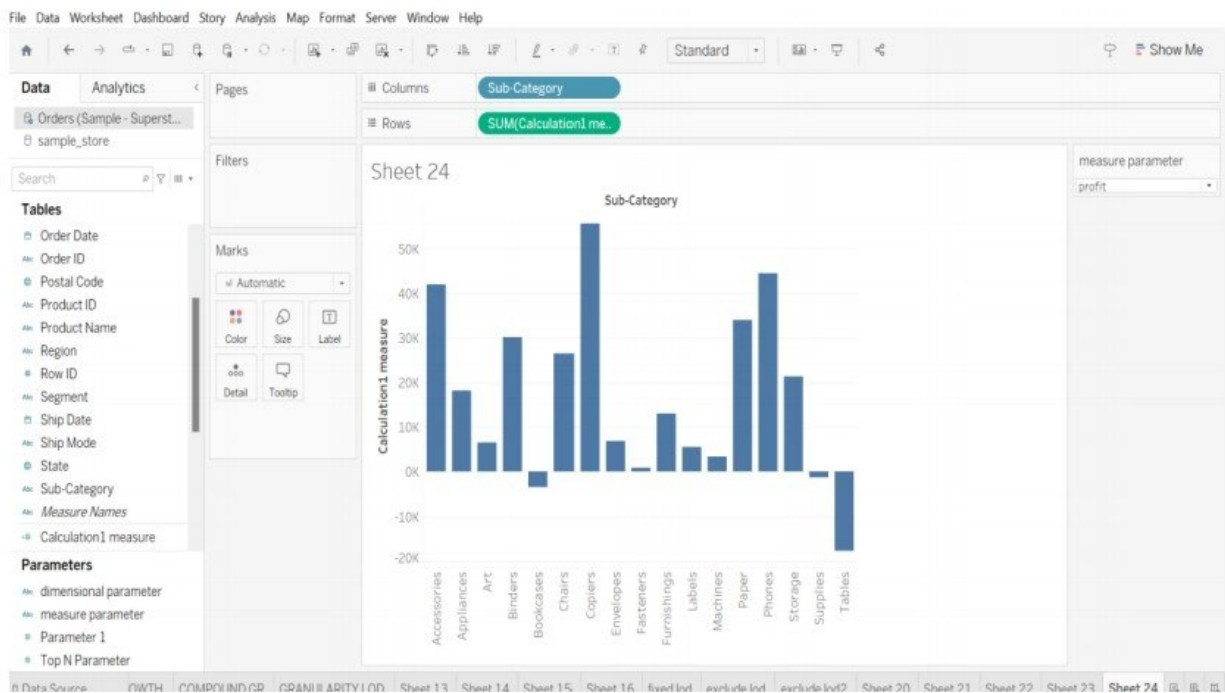 File Data Worksheet Dashboard Story Analysis Map Format Server Window Help
Standard
Show Me
Data Analytics
Orders (Sample - Superst...
sample_store
Search
Tables
Order Date
Order ID
Postal Code
Product ID
Product Name
Region
Row ID
Segment
Ship Date
Ship Mode
State
Sub-Category
Measure Names
Calculation1 measure
Parameters
dimensional parameter
measure parameter
Parameter 1
Top N Parameter
Pages
Filters
Marks
Automatic
Color Size Label
Detail Tooltip
Columns Sub-Category
Rows SUM(Calculation1 me..
Sheet 24
Sub-Category
Calculation1 measure
50K
40K
30K
20K
10K
0K
-10K
-20K
Accessories
Appliances
Art
Binders
Bookcases
Chairs
Copiers
Envelopes
Fasteners
Furnishings
Labels
Machines
Paper
Phones
Storage
Supplies
Tables
measure parameter
profit
Data Source OWTH COMPOUND GR GRANULARITY LOD Sheet 13 Sheet 14 Sheet 15 Sheet 16 fixed lod exclude lod exclude lod2 Sheet 20 Sheet 21 Sheet 22 Sheet 23 Sheet 24